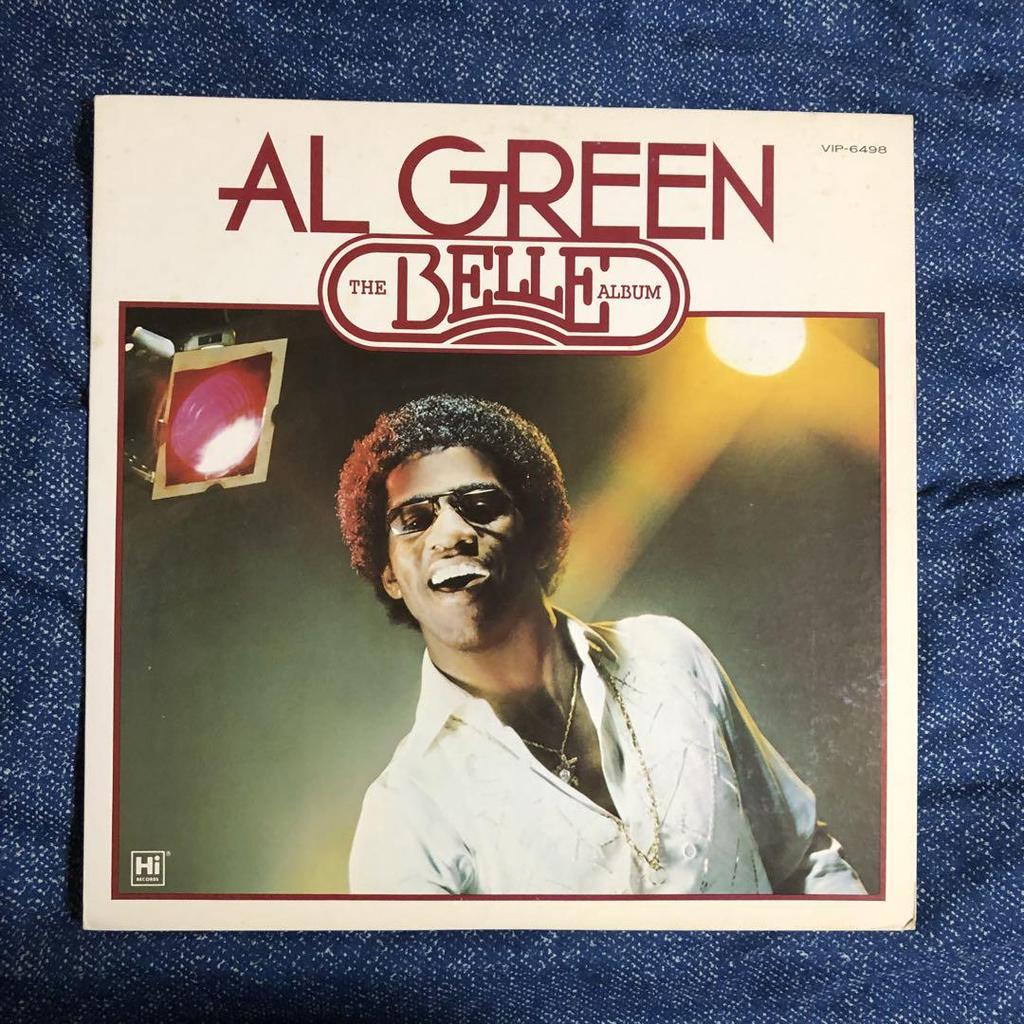 AL GREEN
VIP-6498
THE BELLE ALBUM
Hi®
RECORDS